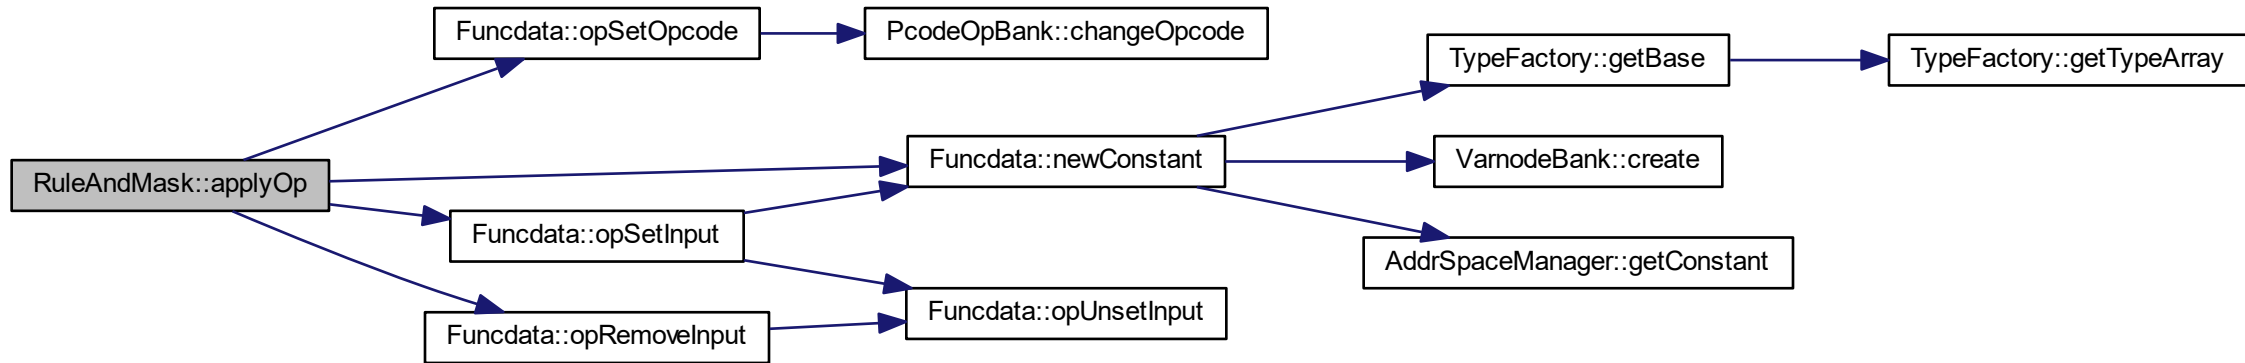 Funcdata::opSetOpcode
PcodeOpBank::changeOpcode
TypeFactory::getBase
TypeFactory::getTypeArray
RuleAndMask::applyOp
Funcdata::newConstant
VarnodeBank::create
Funcdata::opSetInput
AddrSpaceManager::getConstant
Funcdata::opRemoveInput
Funcdata::opUnsetInput